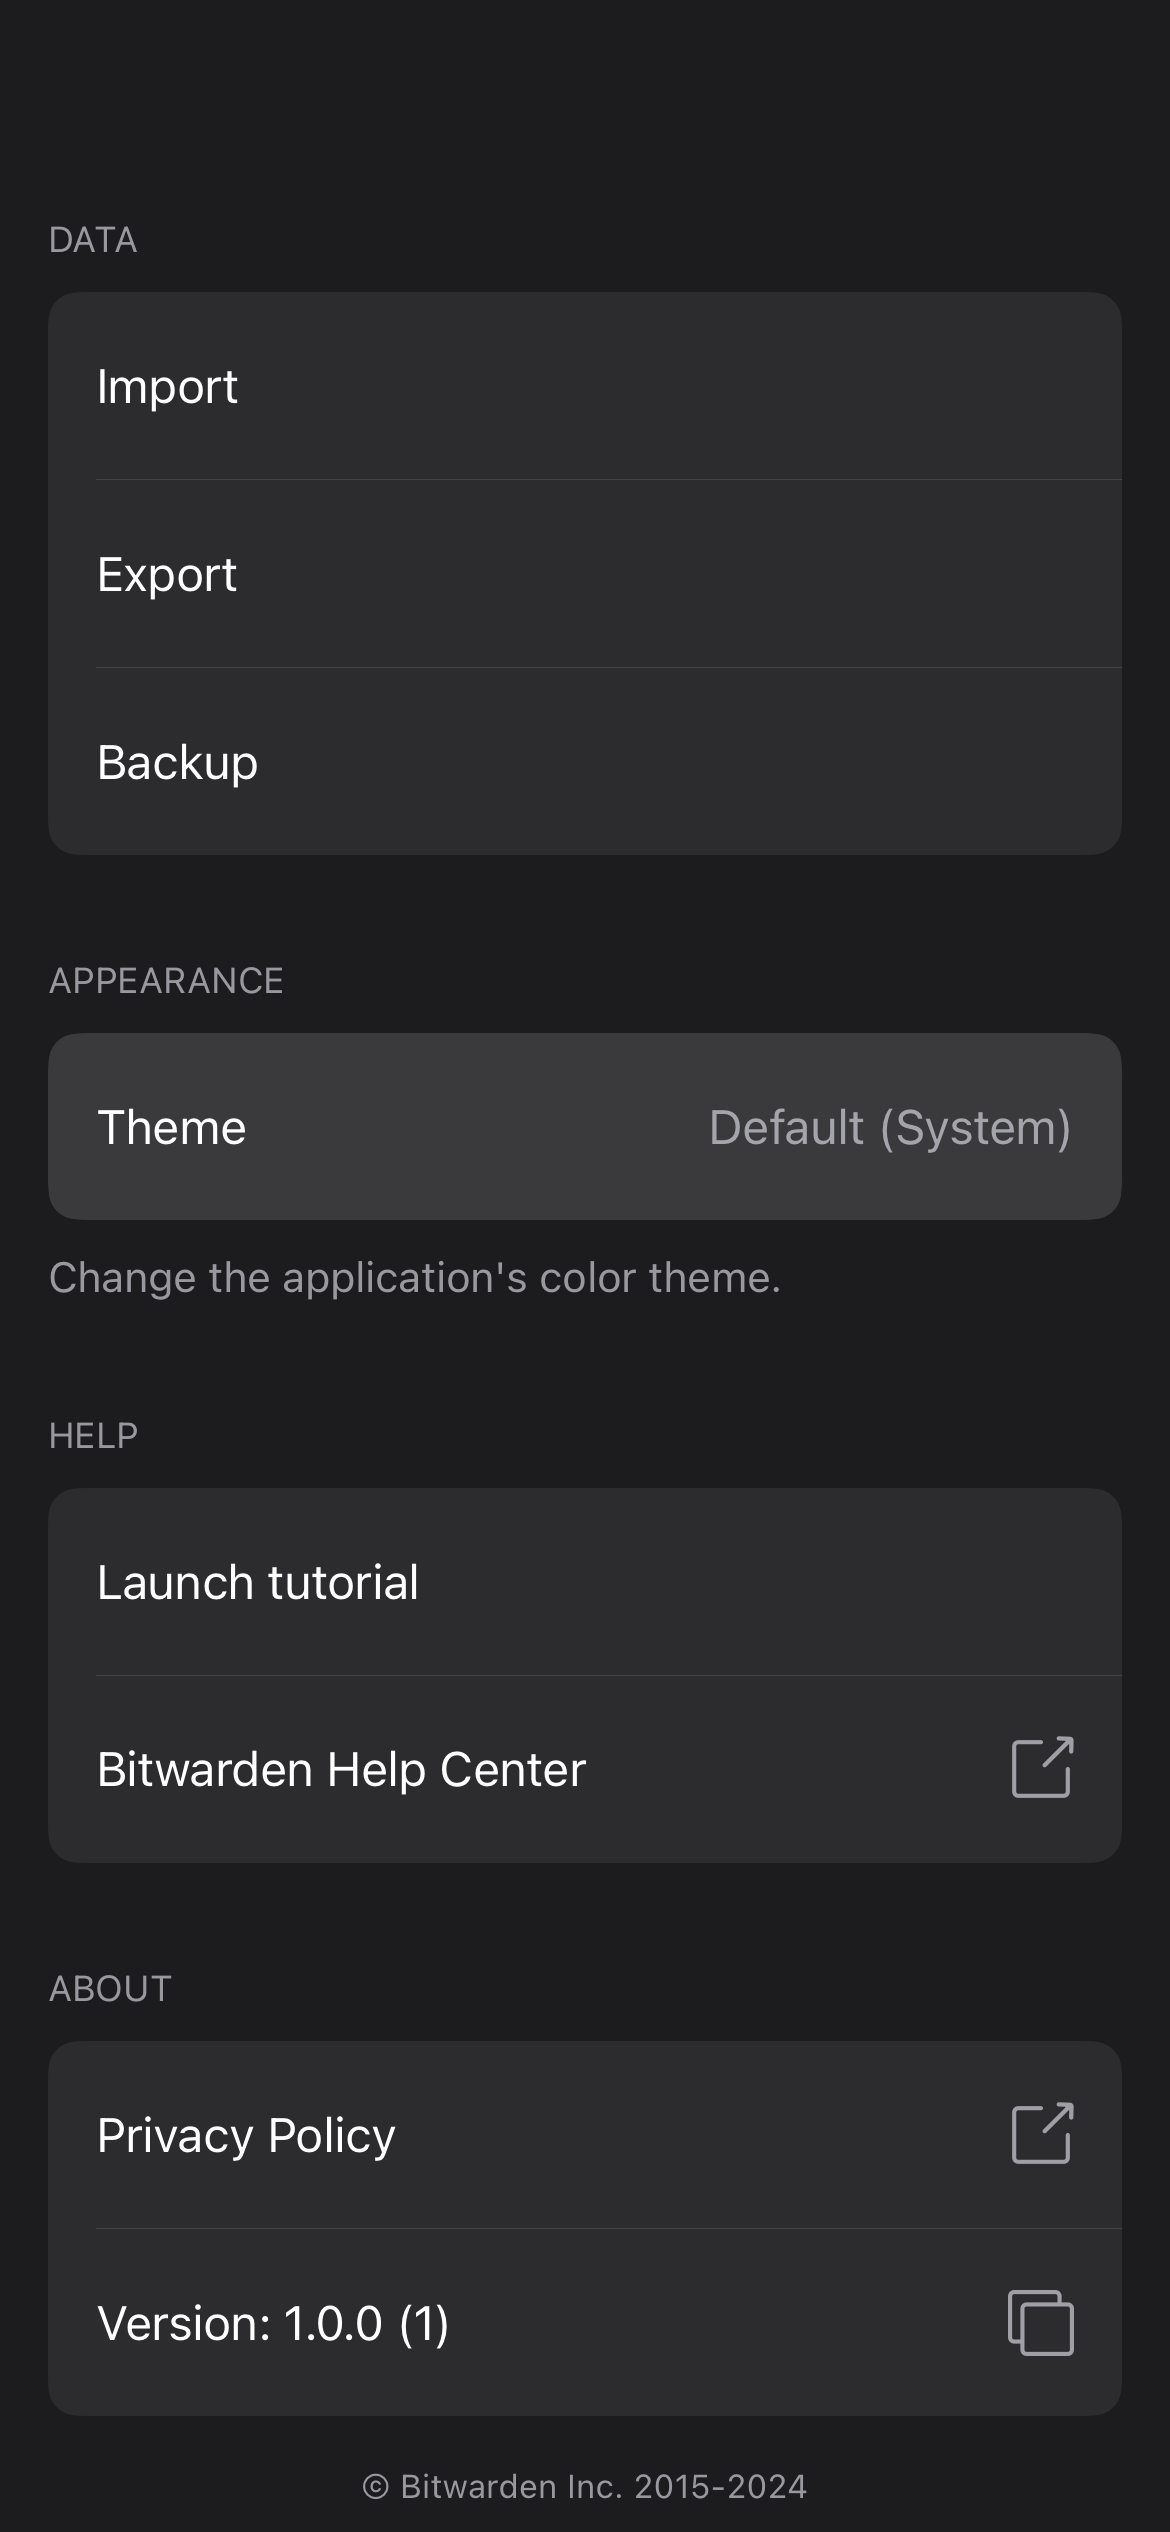 DATA
Import
Export
Backup
APPEARANCE
Theme Default (System)
Change the application's color theme.
HELP
Launch tutorial
Bitwarden Help Center
ABOUT
Privacy Policy
Version: 1.0.0 (1)
© Bitwarden Inc. 2015-2024